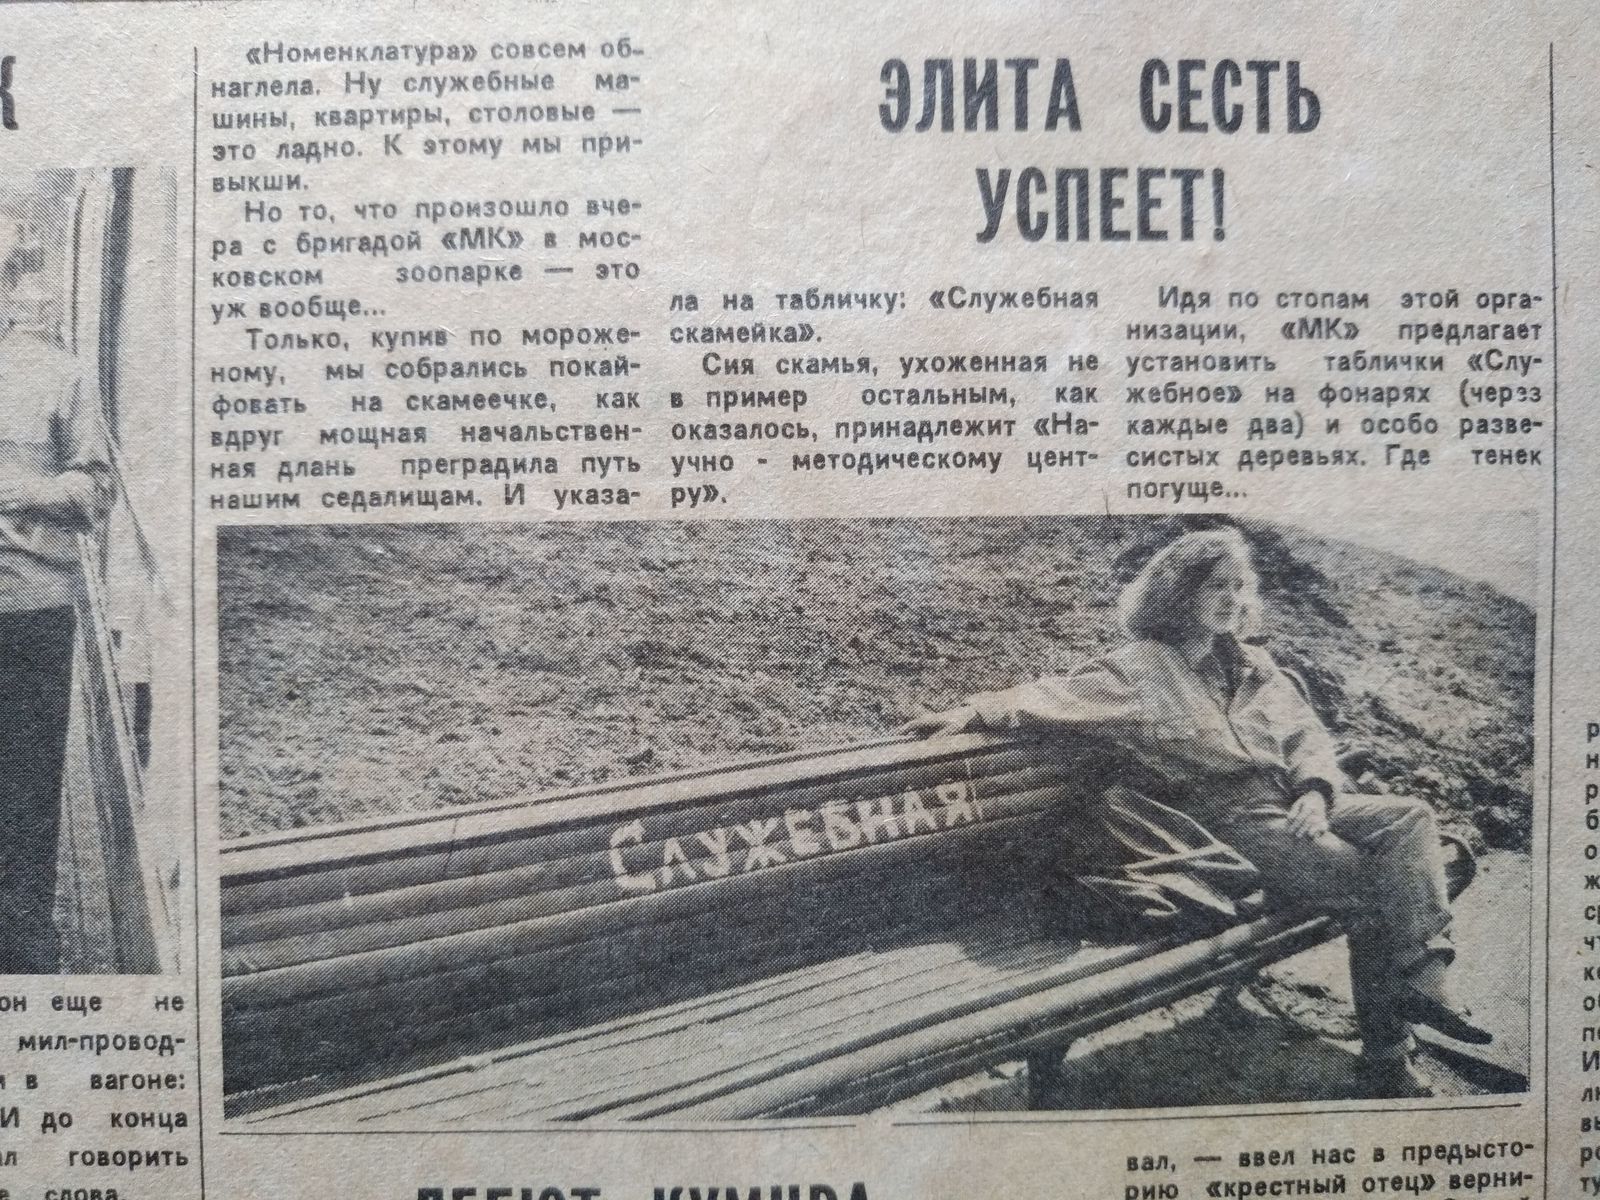 ЭЛИТА СЕСТЬ
УСПЕЕТ!
«Номенклатура» совсем об-
наглела. Ну служебные ма-
шины, квартиры, столовые —
это ладно. К этому мы при-
выкши.
Но то, что произошло вче-
ра с бригадой «МК» в мос-
ковском зоопарке — это
уж вообще...
Только, купив по мороже-
ному, мы собрались покай-
фовать на скамеечке, как
вдруг мощная начальствен-
ная длань преградила путь
нашим седалищам. И указа-
ла на табличку: «Служебная
скамейка».
Сия скамья, ухоженная не
в пример остальным, как
оказалось, принадлежит «На-
учно - методическому цент-
ру».
Идя по стопам этой орга-
низации, «МК» предлагает
установить таблички «Слу-
жебное» на фонарях (через
каждые два) и особо разве-
систых деревьях. Где тенек
погуще...
СЛУЖЕБНАЯ
он еще не
мил-провод-
и в вагоне:
И до конца
говорить
слова.
вал, — ввел нас в предысто-
рию «крестный отец» верни-